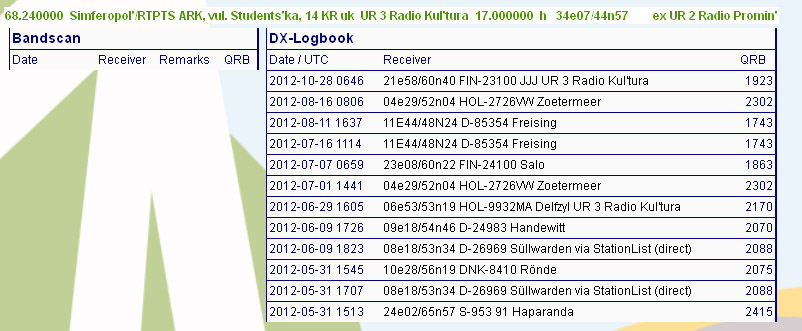 68.240000 Simferopol'/RTPTS ARK, vul. Students'ka, 14 KR uk UR 3 Radio Kul'tura 17.000000 h 34e07/44n57 ex UR 2 Radio Promin'
Bandscan
Date Receiver Remarks QRB
DX-Logbook
Date / UTC Receiver QRB
2012-10-28 0646 21e58/60n40 FIN-23100 JJJ UR 3 Radio Kul'tura 1923
2012-08-16 0806 04e29/52n04 HOL-2726VW Zoetermeer 2302
2012-08-11 1637 11E44/48N24 D-85354 Freising 1743
2012-07-16 1114 11E44/48N24 D-85354 Freising 1743
2012-07-07 0659 23e08/60n22 FIN-24100 Salo 1863
2012-07-01 1441 04e29/52n04 HOL-2726VW Zoetermeer 2302
2012-06-29 1605 06e53/53n19 HOL-9932MA Delfzyl UR 3 Radio Kul'tura 2170
2012-06-09 1726 09e18/54n46 D-24983 Handewitt 2070
2012-06-09 1823 08e18/53n34 D-26969 Süllwarden via StationList (direct) 2088
2012-05-31 1545 10e28/56n19 DNK-8410 Rönde 2075
2012-05-31 1707 08e18/53n34 D-26969 Süllwarden via StationList (direct) 2088
2012-05-31 1513 24e02/65n57 S-953 91 Haparanda 2415